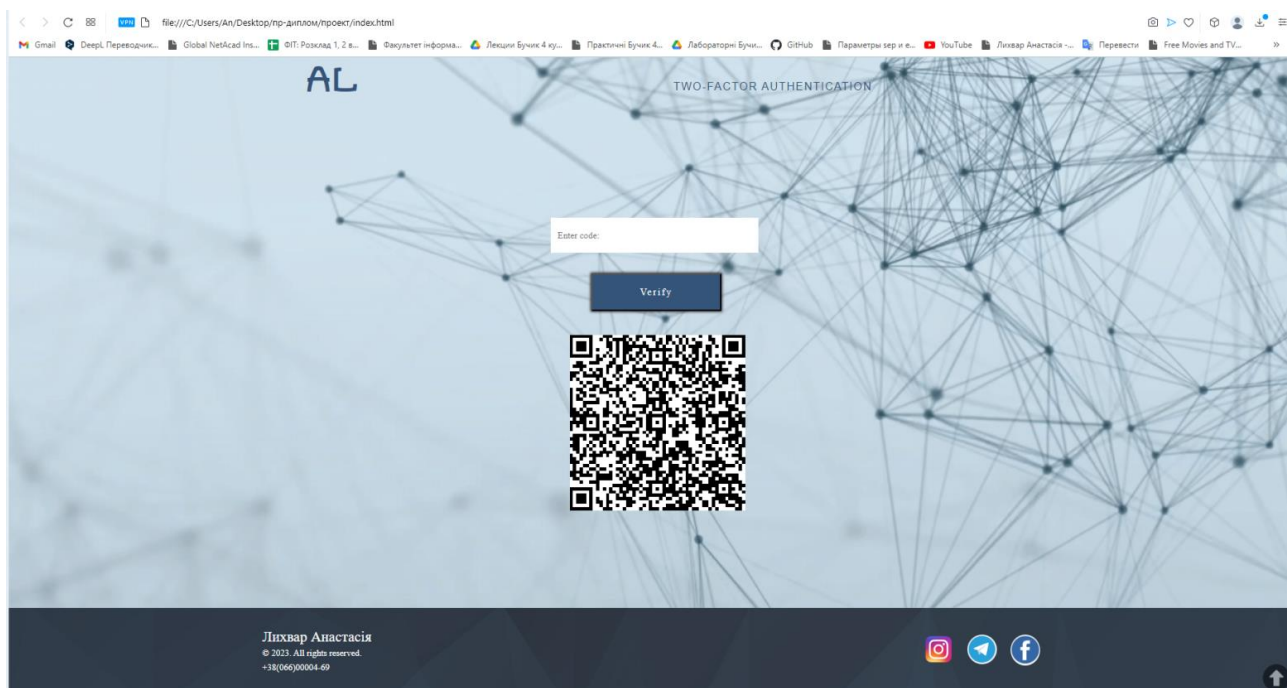 VPN file:///C:/Users/An/Desktop/пр-диплом/проект/index.html
Gmail DeepL Переводчик... Global NetAcad Ins... ФІТ: Розклад 1, 2 в... Факультет інформа... Лекции Бучик 4 ку... Практичні Бучик 4... Лабораторні Бучи... GitHub Параметры sep и е... YouTube Лихвар Анастасія -... Перевести Free Movies and TV... »
AL
TWO-FACTOR AUTHENTICATION
Enter code:
Verify
Лихвар Анастасія
© 2023. All rights reserved.
+38(066)00004-69